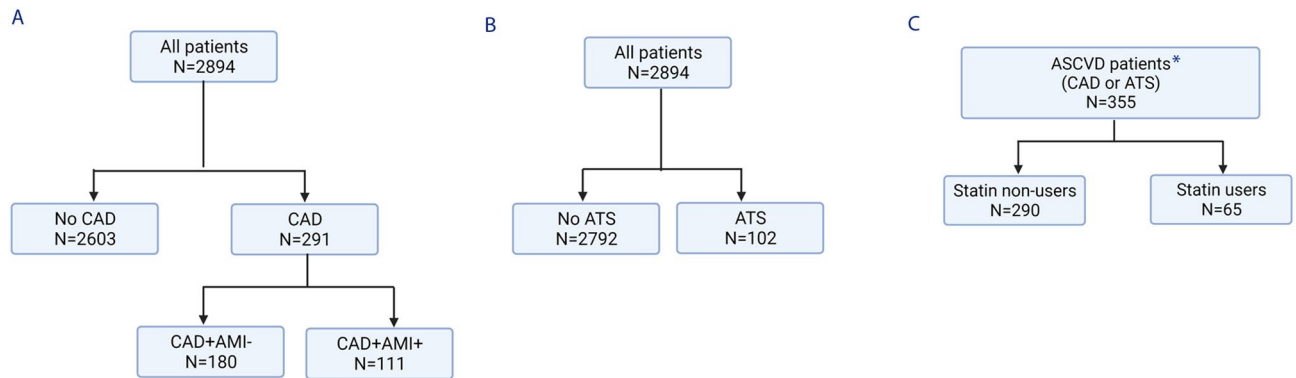 A
All patients
N=2894
No CAD
N=2603
CAD
N=291
CAD+AMI-
N=180
CAD+AMI+
N=111
B
All patients
N=2894
No ATS
N=2792
ATS
N=102
C
ASCVD patients*
(CAD or ATS)
N=355
Statin non-users
N=290
Statin users
N=65